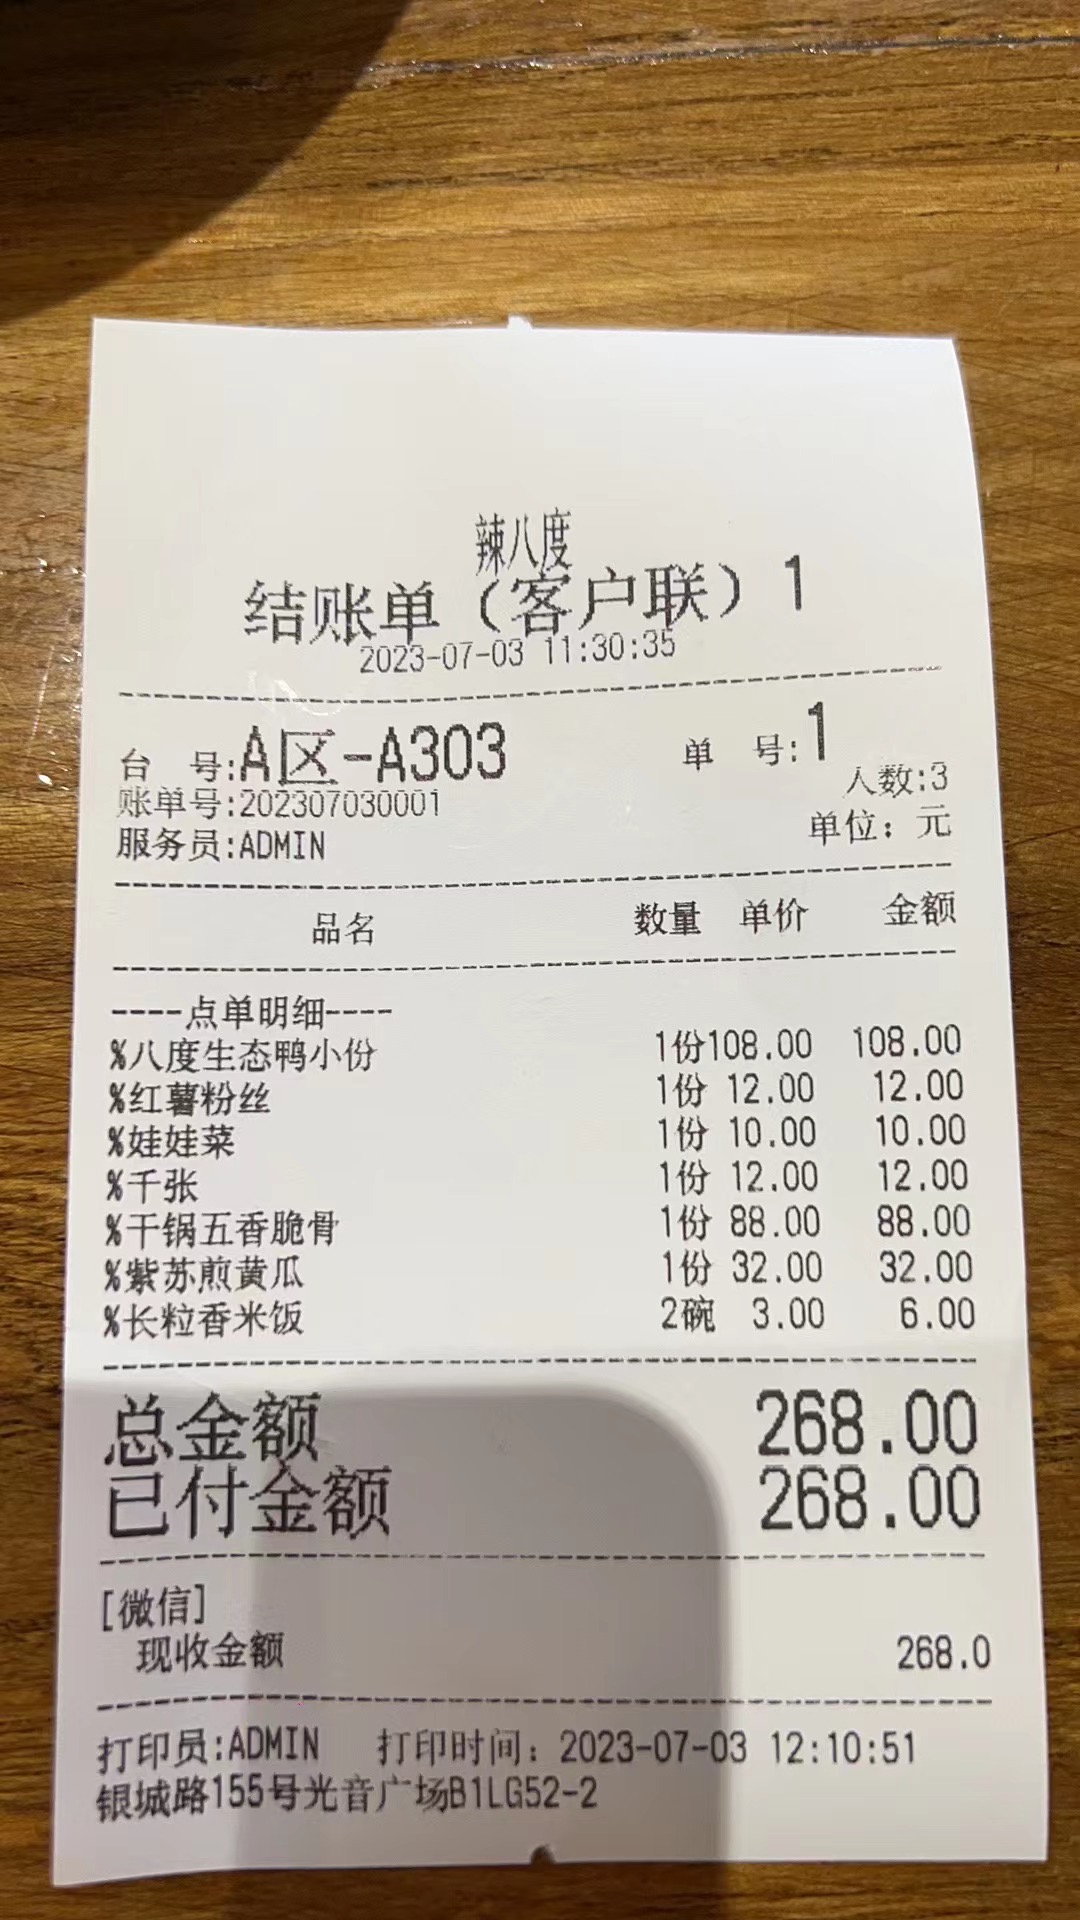 辣八度
结账单（客户联）1
2023-07-03 11:30:35
台 号:A区-A303 单 号:1
人数:3
账单号:202307030001
单位：元
服务员:ADMIN
品名 数量 单价 金额
----点单明细----
%八度生态鸭小份 1份108.00 108.00
%红薯粉丝 1份 12.00 12.00
%娃娃菜 1份 10.00 10.00
%千张 1份 12.00 12.00
%干锅五香脆骨 1份 88.00 88.00
%紫苏煎黄瓜 1份 32.00 32.00
%长粒香米饭 2碗 3.00 6.00
总金额 268.00
已付金额 268.00
[微信]
现收金额 268.0
打印员:ADMIN 打印时间：2023-07-03 12:10:51
银城路155号光音广场B1LG52-2